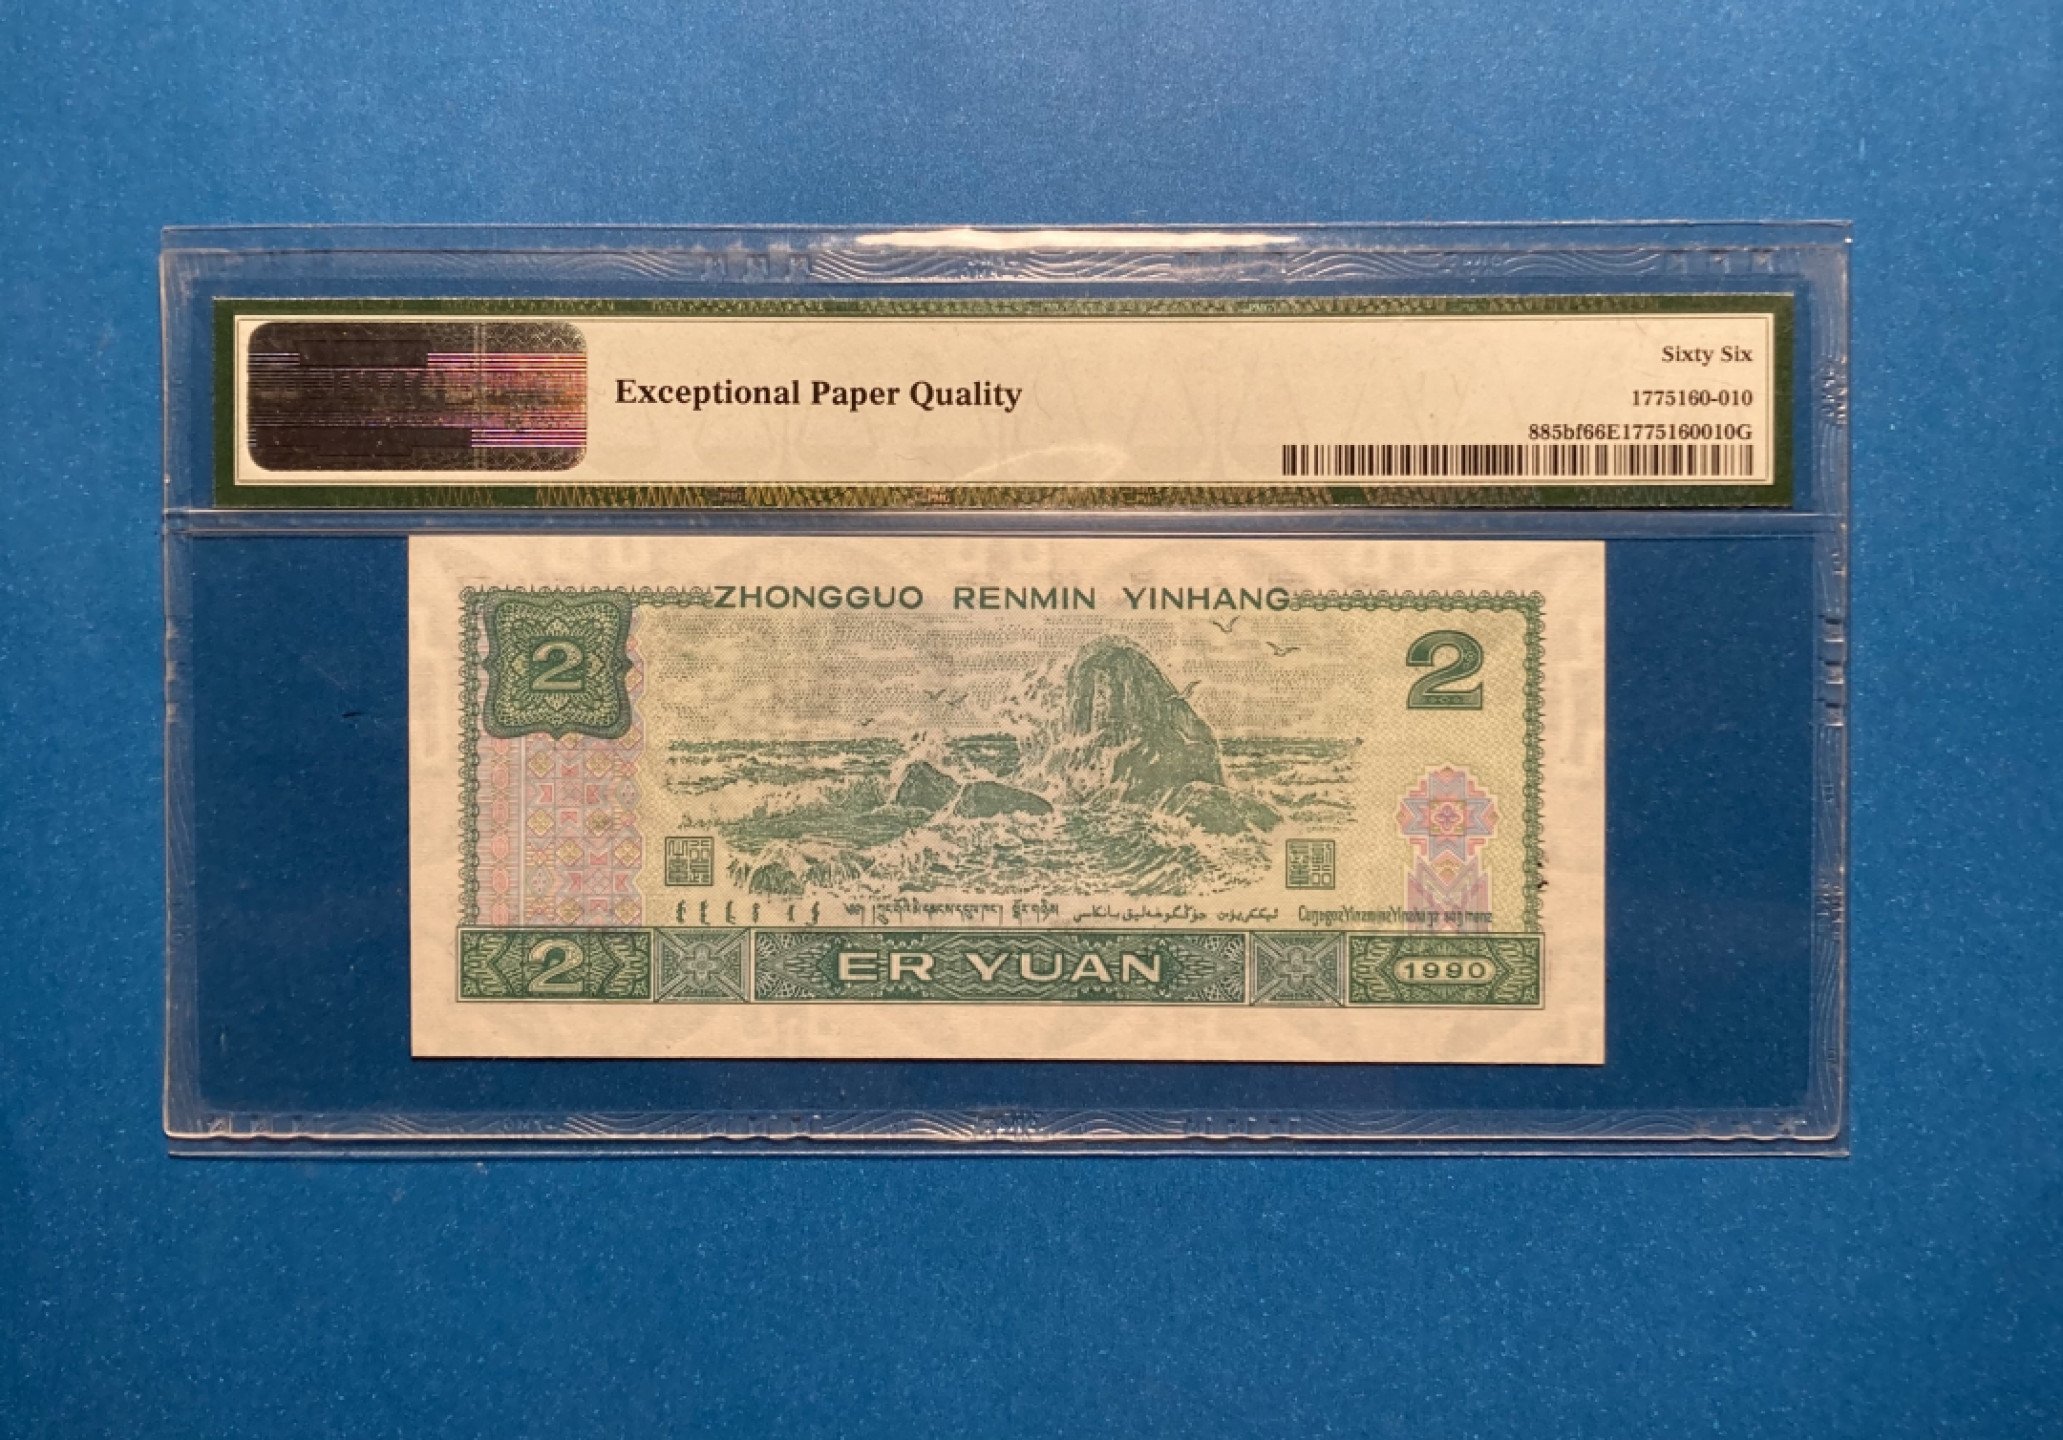 Exceptional Paper Quality
Sixty Six
1775160-010
885bf66E1775160010G
ZHONGGUO RENMIN YINHANG
2
2
2
ER YUAN
1990